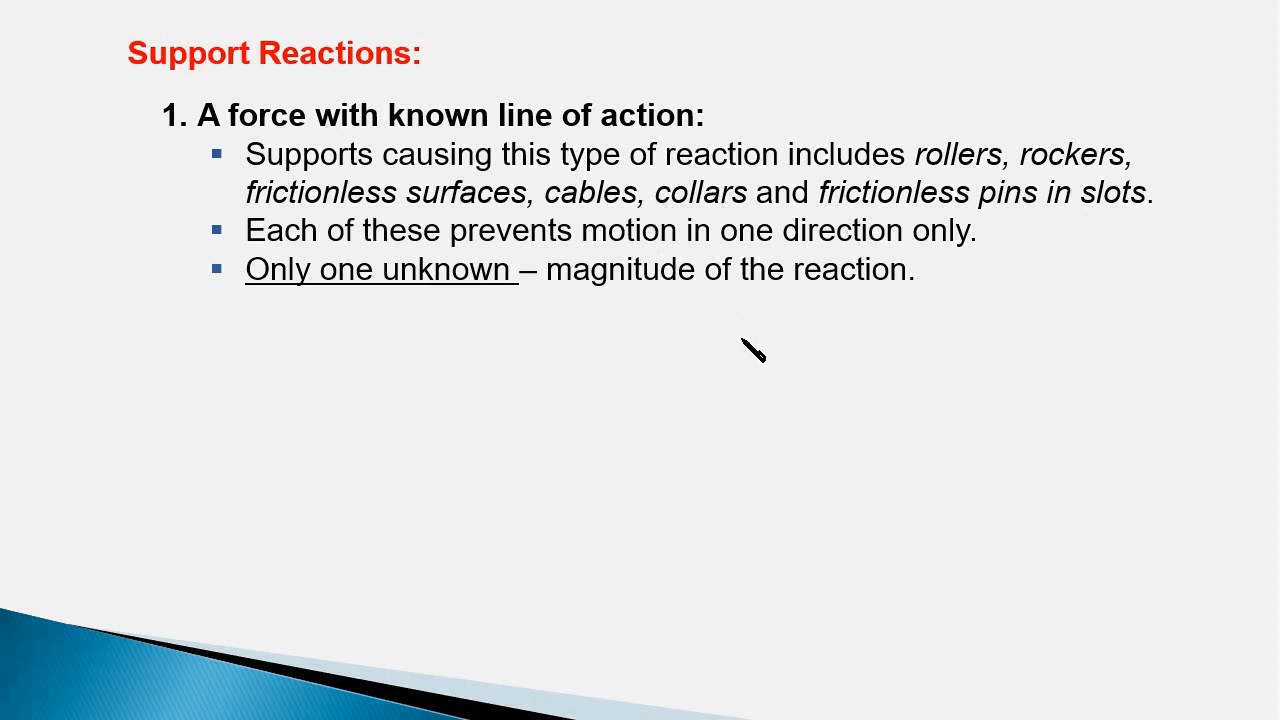 Support Reactions:
1. A force with known line of action:
▪ Supports causing this type of reaction includes rollers, rockers,
frictionless surfaces, cables, collars and frictionless pins in slots.
▪ Each of these prevents motion in one direction only.
▪ Only one unknown – magnitude of the reaction.